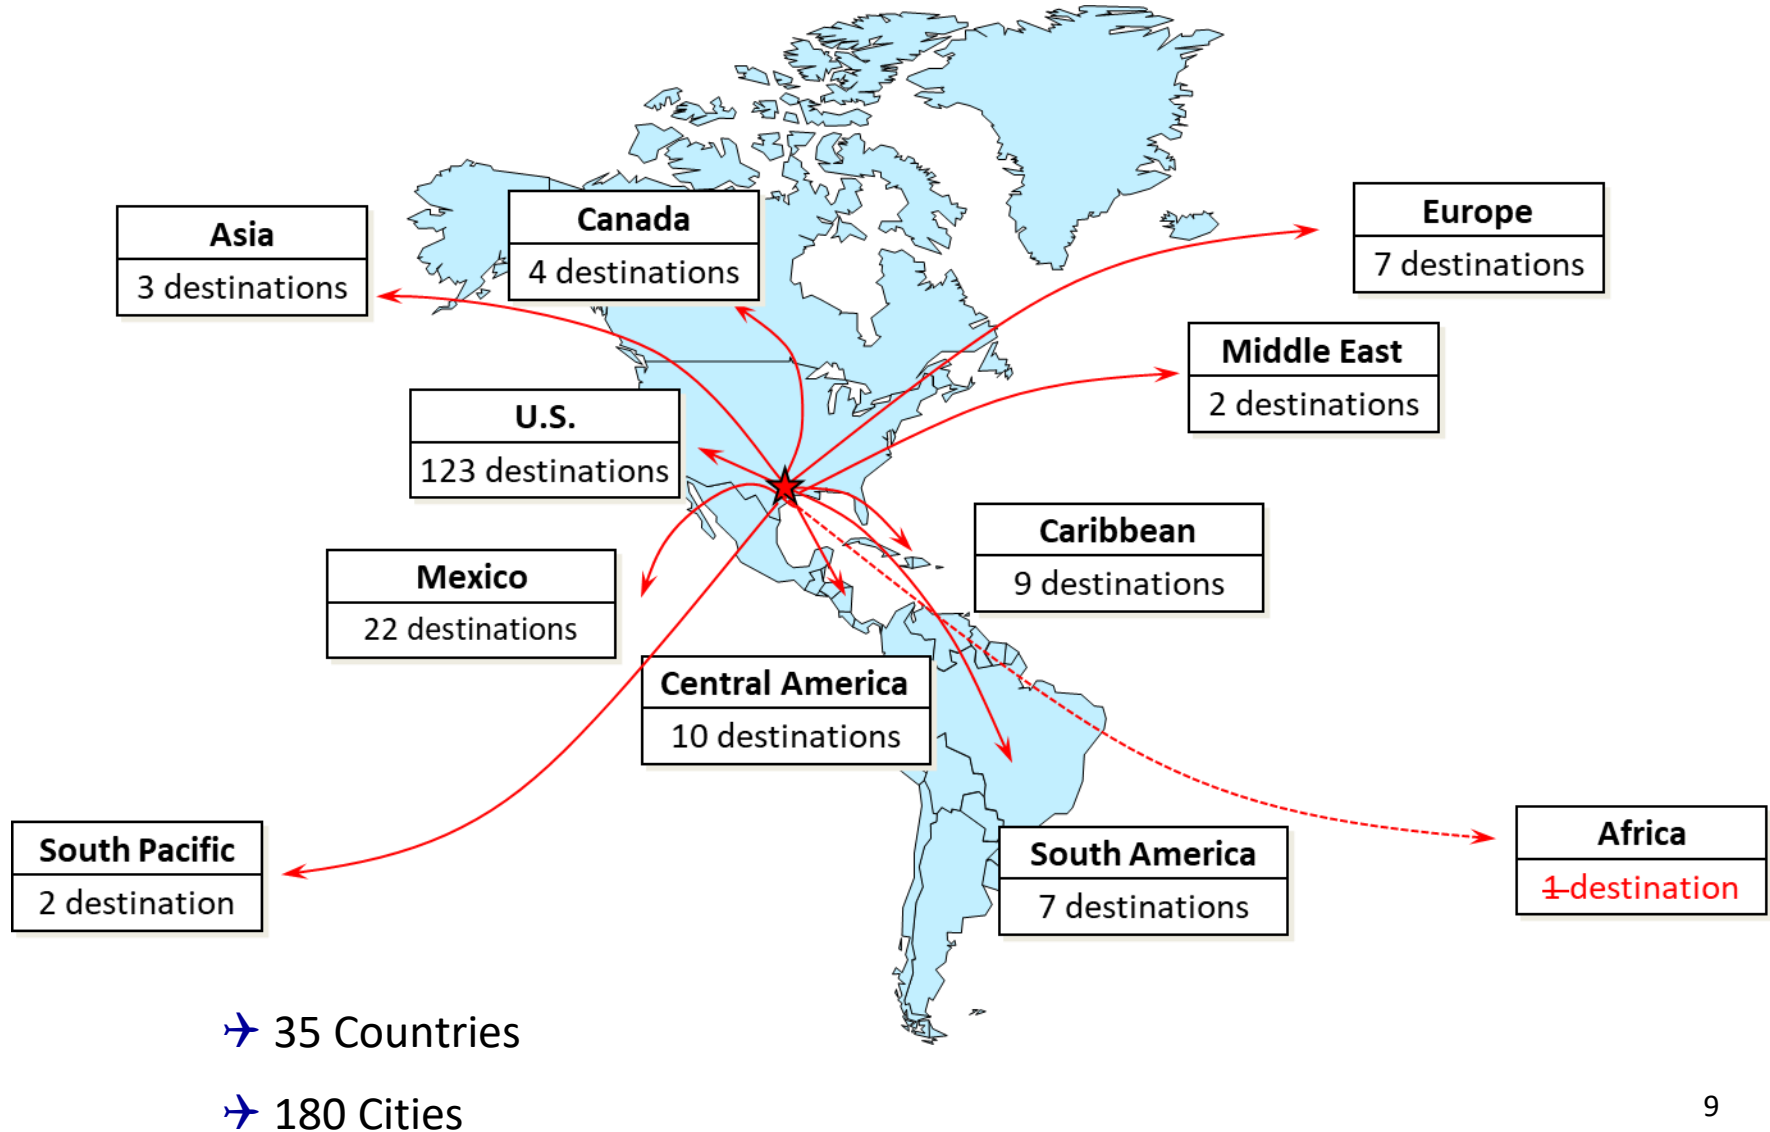 Asia
3 destinations
Canada
4 destinations
Europe
7 destinations
Middle East
2 destinations
U.S.
123 destinations
Caribbean
9 destinations
Mexico
22 destinations
Central America
10 destinations
South Pacific
2 destination
South America
7 destinations
Africa
1 destination
35 Countries
180 Cities
9